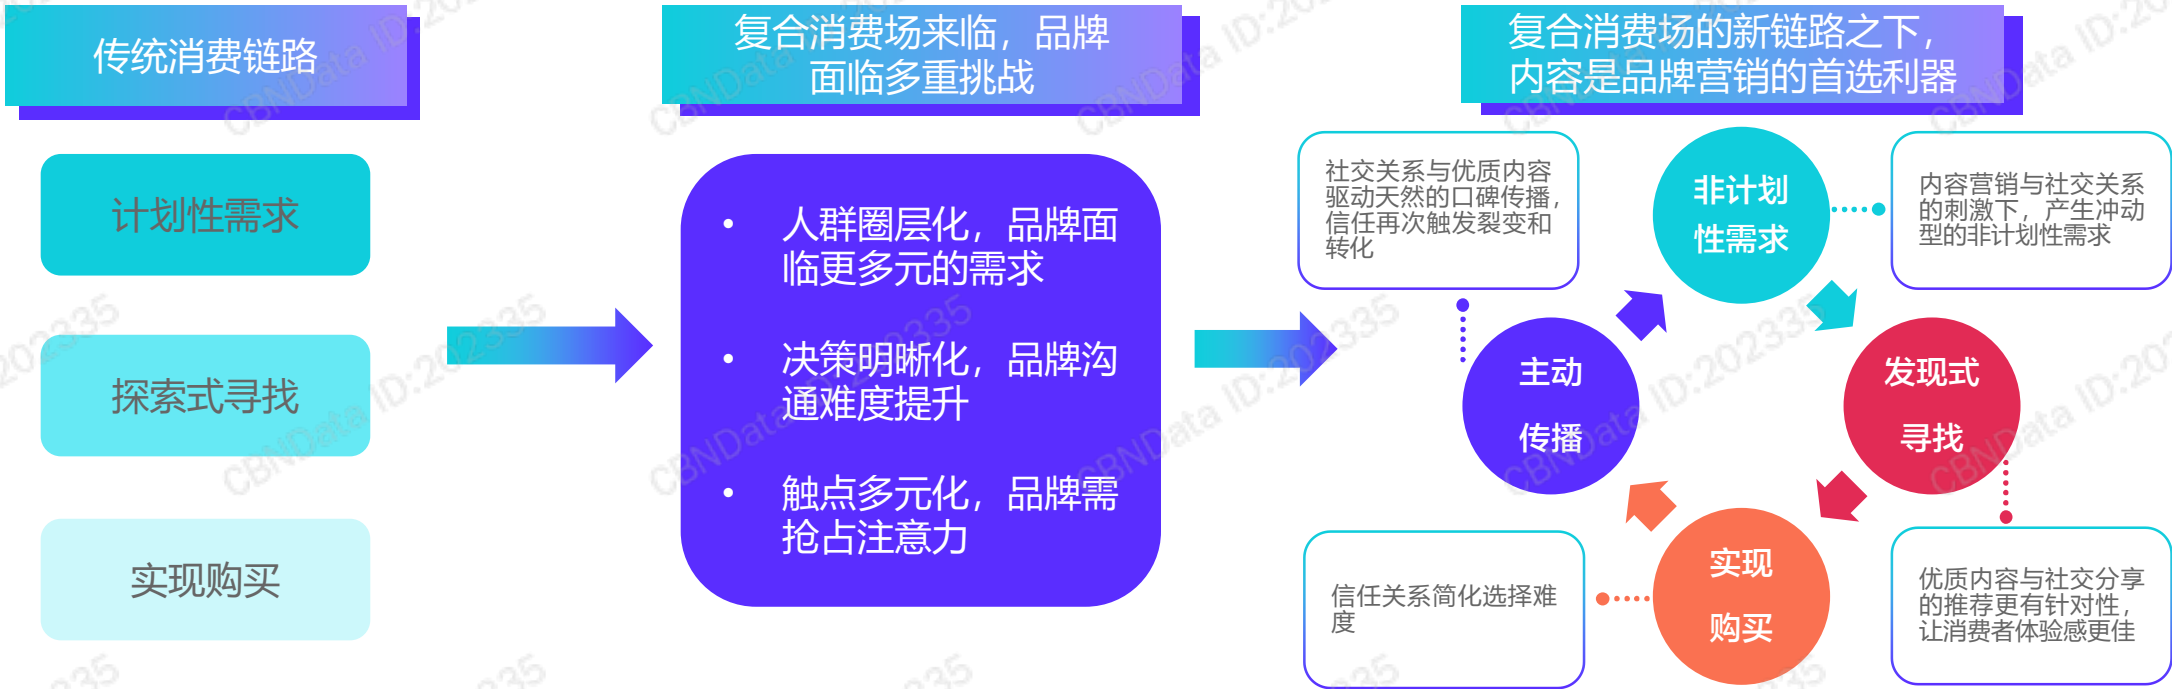 传统消费链路
计划性需求
探索式寻找
实现购买
复合消费场来临，品牌
面临多重挑战
• 人群圈层化，品牌面
临更多元的需求
• 决策明晰化，品牌沟
通难度提升
• 触点多元化，品牌需
抢占注意力
复合消费场的新链路之下，
内容是品牌营销的首选利器
社交关系与优质内容
驱动天然的口碑传播，
信任再次触发裂变和
转化
非计划
性需求
内容营销与社交关系
的刺激下，产生冲动
型的非计划性需求
主动
传播
发现式
寻找
实现
购买
信任关系简化选择难
度
优质内容与社交分享
的推荐更有针对性，
让消费者体验感更佳
CBNData ID:202335